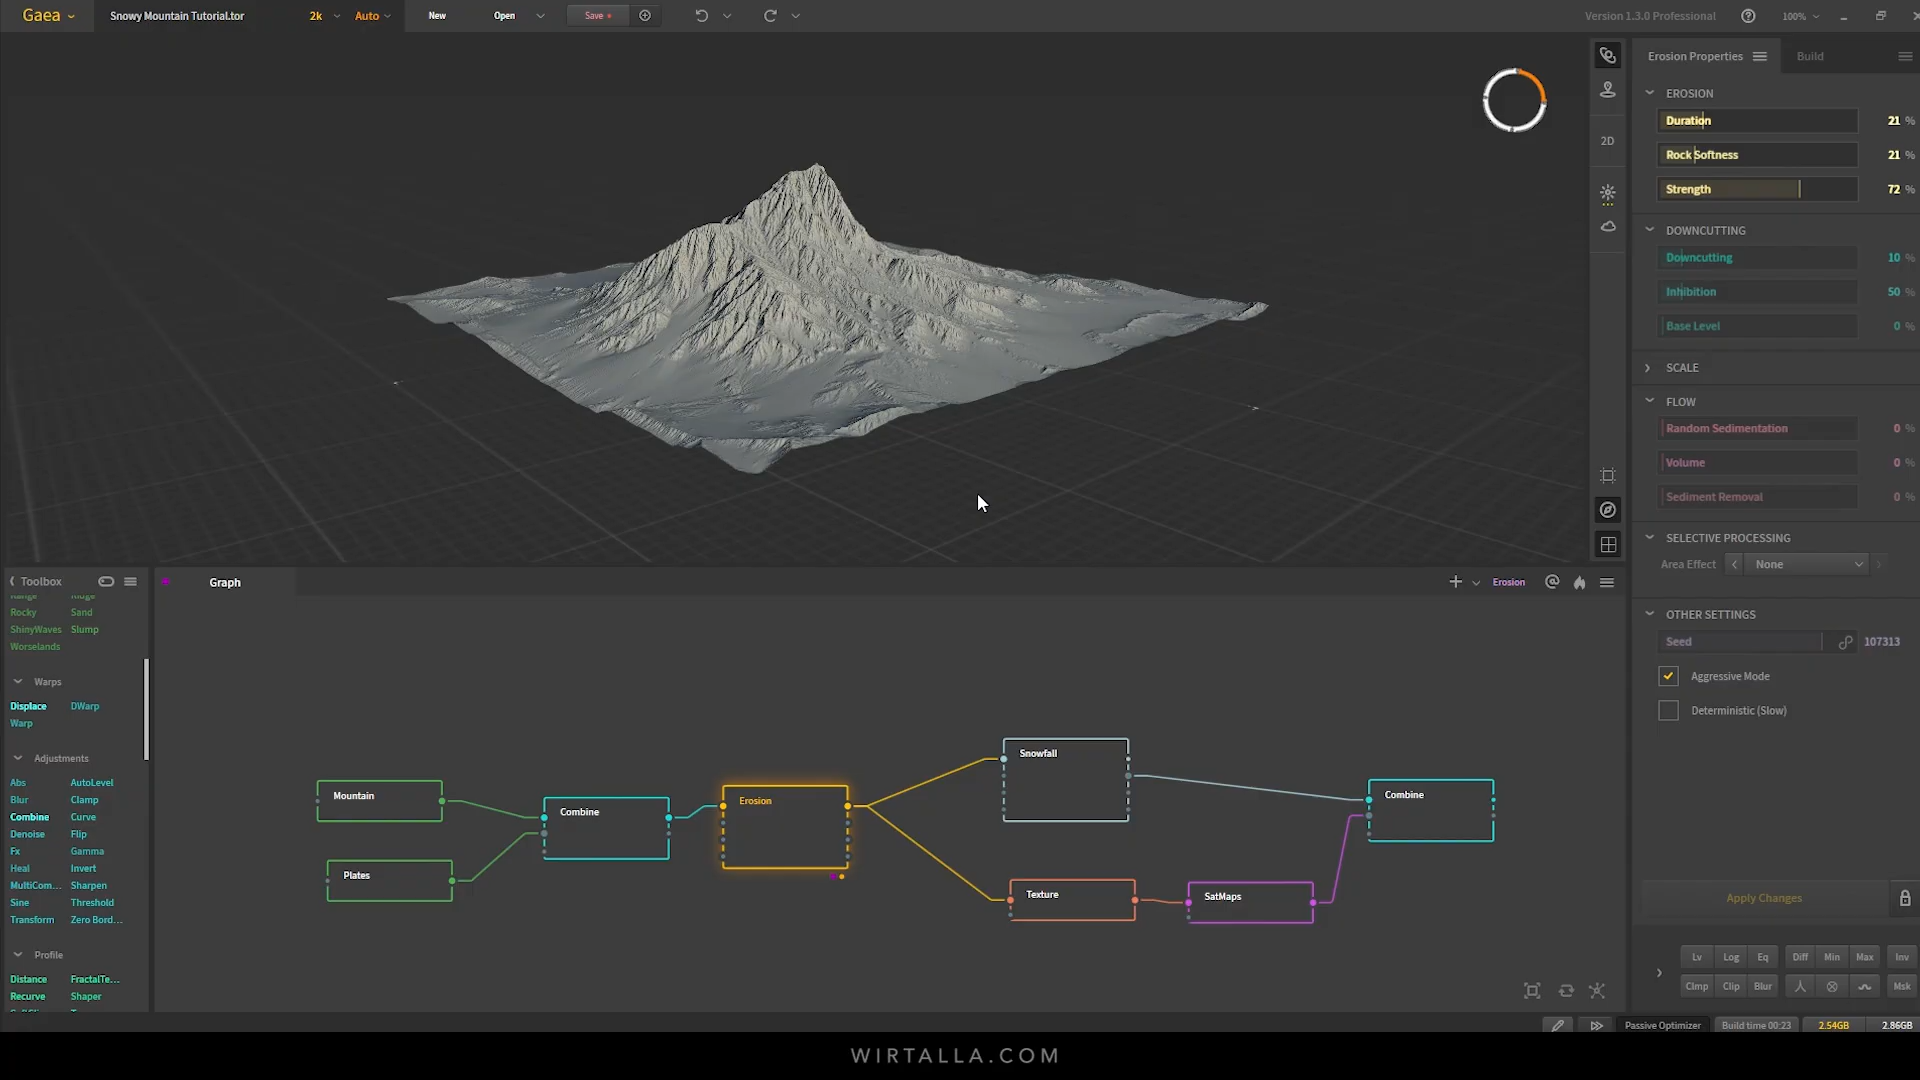 Gaea
Snowy Mountain Tutorial.tor
2k
Auto
New
Open
Save
Version 1.3.0 Professional
100%
2D
Erosion Properties
Build
EROSION
Duration 21 %
Rock Softness 21 %
Strength 72 %
DOWNCUTTING
Downcutting 10 %
Inhibition 50 %
Base Level 0 %
SCALE
FLOW
Random Sedimentation 0 %
Volume 0 %
Sediment Removal 0 %
SELECTIVE PROCESSING
Area Effect None
OTHER SETTINGS
Seed 107313
Aggressive Mode
Deterministic (Slow)
Apply Changes
Lv Log Eq Diff Min Max Inv
Clmp Clip Blur Msk
Toolbox
Rocky Sand
ShinyWaves Slump
Worselands
Warps
Displace DWarp
Warp
Adjustments
Abs AutoLevel
Blur Clamp
Combine Curve
Denoise Flip
Fx Gamma
Heal Invert
MultiCom... Sharpen
Sine Threshold
Transform Zero Bord...
Profile
Distance FractalTe...
Recurve Shaper
Graph
Erosion
Mountain
Plates
Combine
Erosion
Snowfall
Texture
SatMaps
Combine
Passive Optimizer
Build time 00:23
2.54GB
2.86GB
WIRTALLA.COM